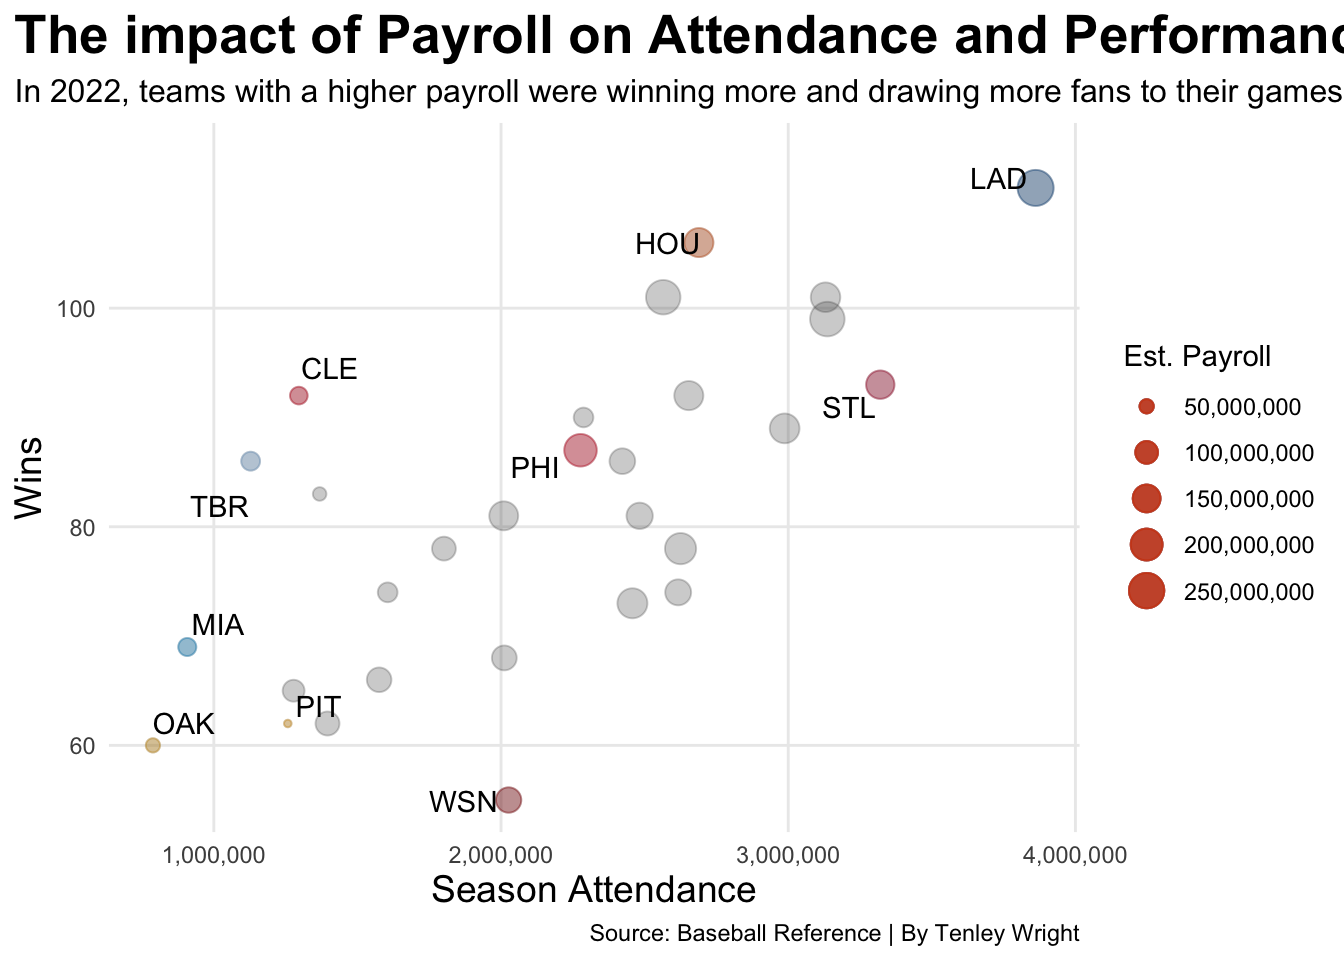 The impact of Payroll on Attendance and Performanc
In 2022, teams with a higher payroll were winning more and drawing more fans to their games
LAD
HOU
100
CLE
STL
PHI
TBR
80
MIA
PIT
OAK
60
WSN
Wins
1,000,000
2,000,000
3,000,000
4,000,000
Season Attendance
Est. Payroll
50,000,000
100,000,000
150,000,000
200,000,000
250,000,000
Source: Baseball Reference | By Tenley Wright